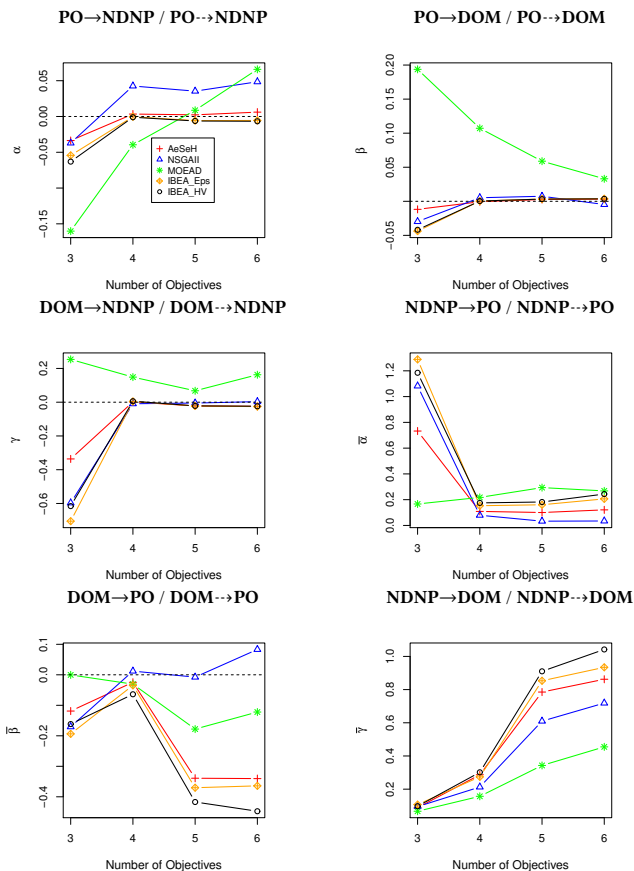 PO→NDNP / PO⇢NDNP
α
0.05
0.00
−0.05
−0.15
AeSeH
NSGAII
MOEAD
IBEA_Eps
IBEA_HV
3 4 5 6
Number of Objectives
PO→DOM / PO⇢DOM
β
0.20
0.10
0.05
−0.05
3 4 5 6
Number of Objectives
DOM→NDNP / DOM⇢NDNP
γ
0.2
0.0
−0.2
−0.4
−0.6
3 4 5 6
Number of Objectives
NDNP→PO / NDNP⇢PO
α̅
1.2
1.0
0.8
0.6
0.4
0.2
0.0
3 4 5 6
Number of Objectives
DOM→PO / DOM⇢PO
β̅
0.1
0.0
−0.2
−0.4
3 4 5 6
Number of Objectives
NDNP→DOM / NDNP⇢DOM
γ̅
1.0
0.8
0.6
0.4
0.2
3 4 5 6
Number of Objectives